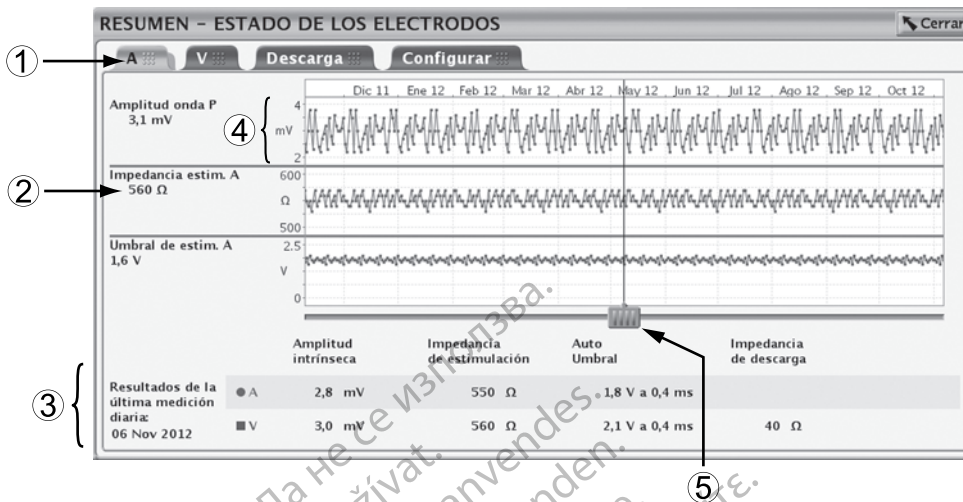 RESUMEN – ESTADO DE LOS ELECTRODOS
Cerrar
① A V Descarga Configurar
Dic 11 Ene 12 Feb 12 Mar 12 Abr 12 May 12 Jun 12 Jul 12 Ago 12 Sep 12 Oct 12
Amplitud onda P
3,1 mV
④
4
mV
2
② Impedancia estim. A
560 Ω
600
Ω
500
Umbral de estim. A
1,6 V
2.5
V
0
Amplitud intrínseca
Impedancia de estimulación
Auto Umbral
Impedancia de descarga
③ Resultados de la
última medición
diaria:
06 Nov 2012
A 2,8 mV 550 Ω 1,8 V a 0,4 ms
V 3,0 mV 560 Ω 2,1 V a 0,4 ms 40 Ω
⑤
Да не се използва.